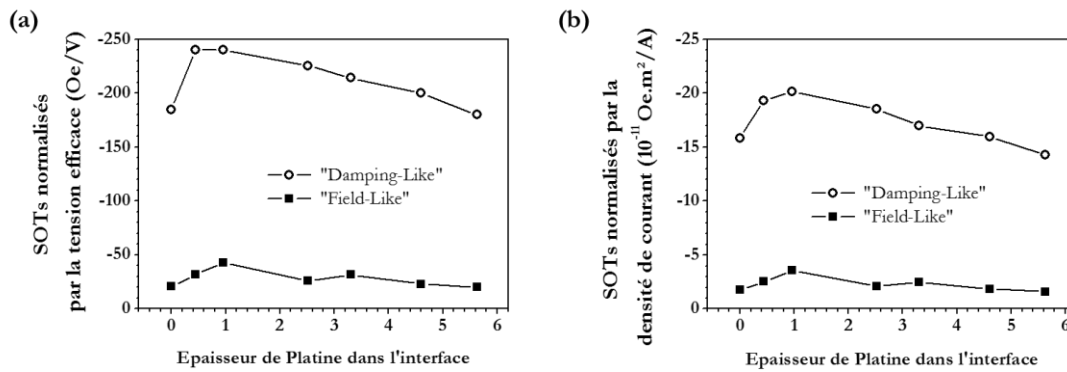 (a)
SOTs normalisés
par la tension efficace (Oe/V)
-250
-200
-150
-100
-50
0
"Damping-Like"
"Field-Like"
0 1 2 3 4 5 6
Epaisseur de Platine dans l'interface
(b)
SOTs normalisés par la
densité de courant (10⁻¹¹ Oe.m²/A)
-25
-20
-15
-10
-5
0
"Damping-Like"
"Field-Like"
0 1 2 3 4 5 6
Epaisseur de Platine dans l'interface